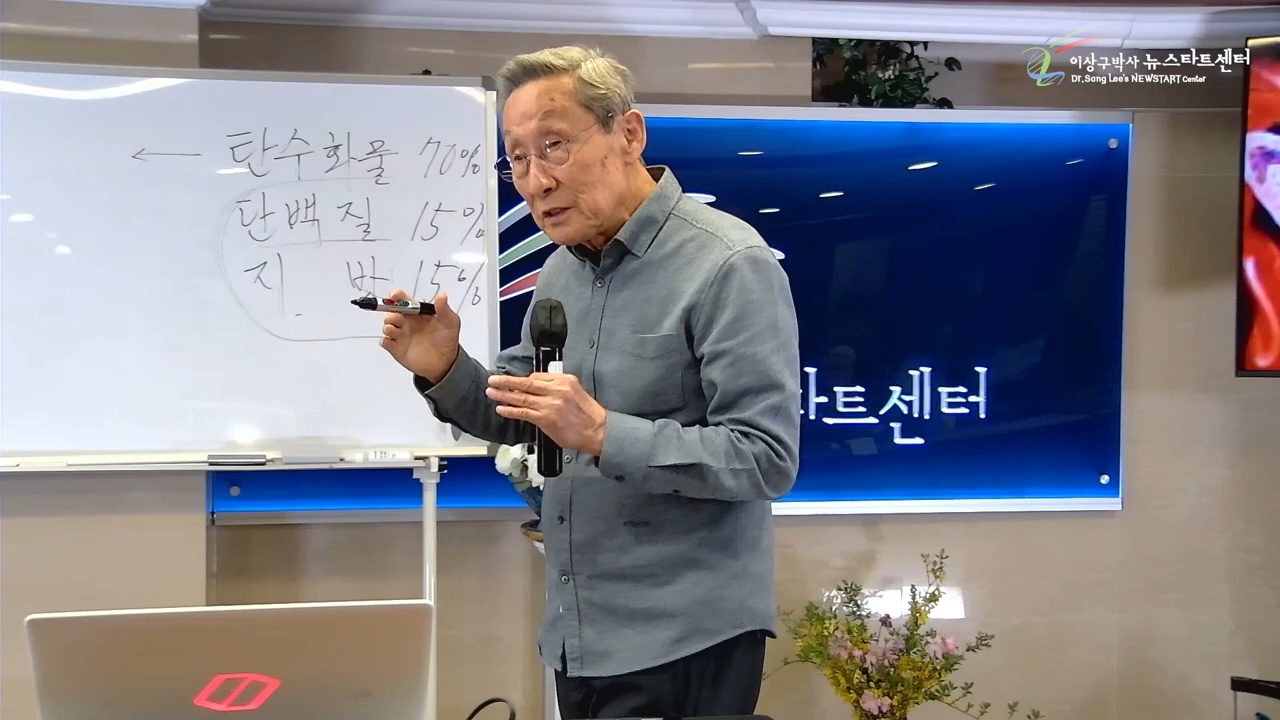 이상구박사 뉴스타트센터
Dr. Sang Lee's NEWSTART Center
← 탄수화물 70%
단백질 15%
지 방 15%
타트센터